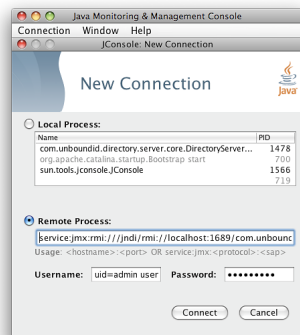 Java Monitoring & Management Console
Connection Window Help
JConsole: New Connection
New Connection
Java
Local Process:
Name PID
com.unboundid.directory.server.core.DirectoryServer... 1478
org.apache.catalina.startup.Bootstrap start 700
sun.tools.jconsole.JConsole 1566
719
Remote Process:
service:jmx:rmi:///jndi/rmi://localhost:1689/com.unbounc
Usage: <hostname>:<port> OR service:jmx:<protocol>:<sap>
Username: uid=admin user Password: •••••••••
Connect Cancel